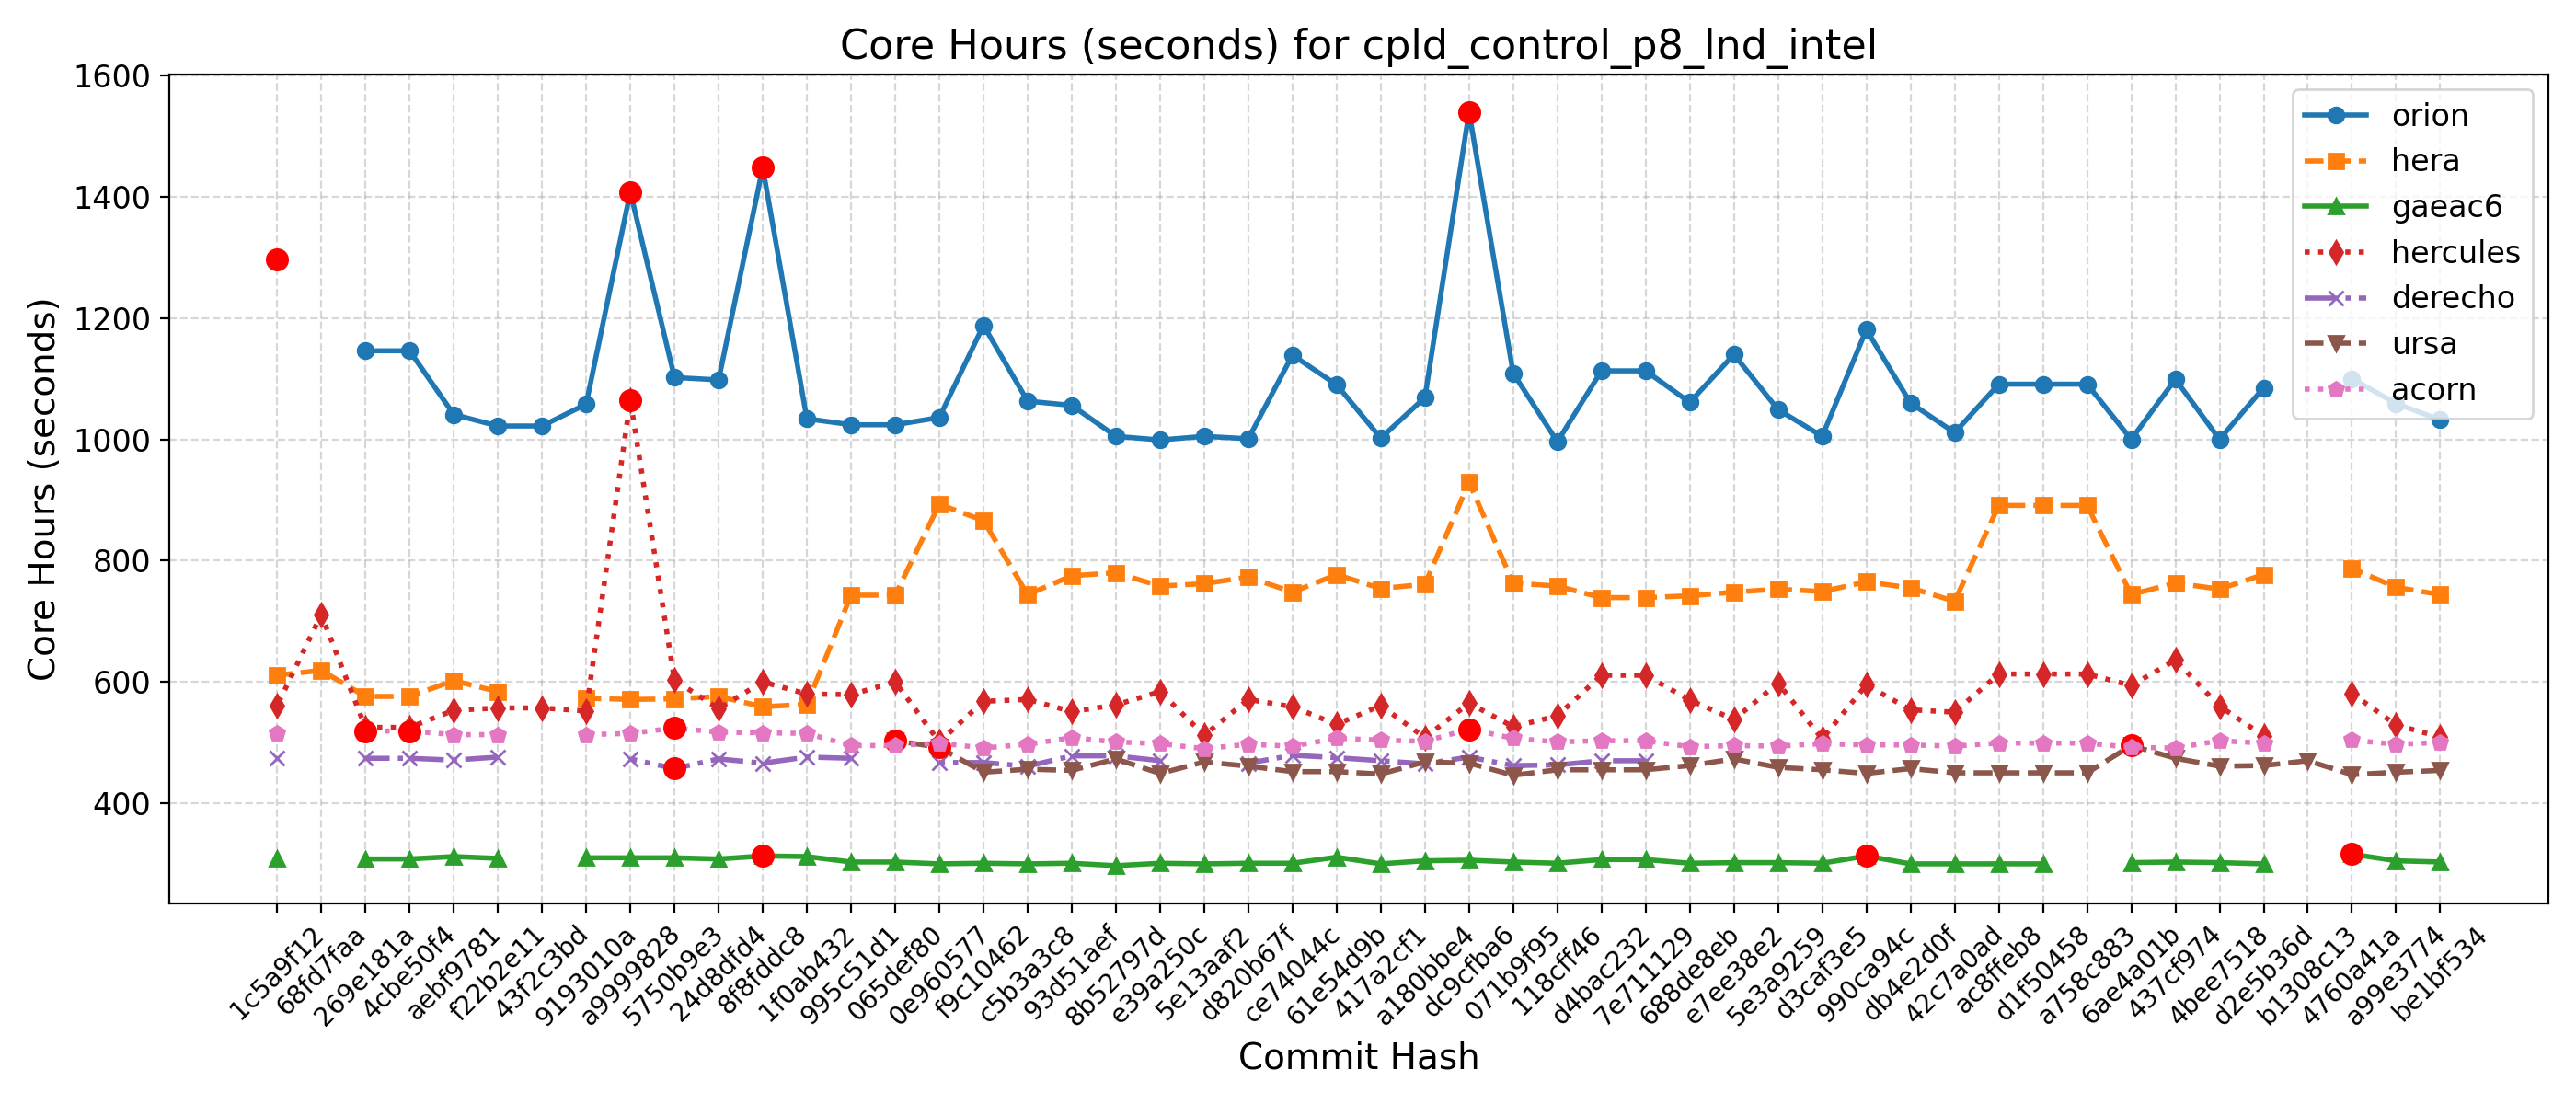 Core Hours (seconds) for cpld_control_p8_lnd_intel
Core Hours (seconds)
1600
1400
1200
1000
800
600
400
orion
hera
gaeac6
hercules
derecho
ursa
acorn
1c5a9f12
68fd7faa
269e181a
4cbe50f4
aebf9781
f22b2e11
43f2c3bd
9193010a
a9999828
5750b9e3
24d8dfd4
8f8fddc8
1f0ab432
995c51d1
065def80
0e960577
f9c10462
c5b3a3c8
93d51aef
8b52797d
e39a250c
5e13aaf2
d820b67f
ce74044c
61e54d9b
417a2cf1
a180bbe4
dc9cfba6
071b9f95
118cff46
d4bac232
7e711129
688de8eb
e7ee38e2
5e3a9259
d3caf3e5
990ca94c
db4e2d0f
42c7a0ad
ac8ffeb8
d1f50458
a758c883
6ae4a01b
437cf974
4bee7518
d2e5b36d
b1308c13
4760a41a
a99e3774
be1bf534
Commit Hash